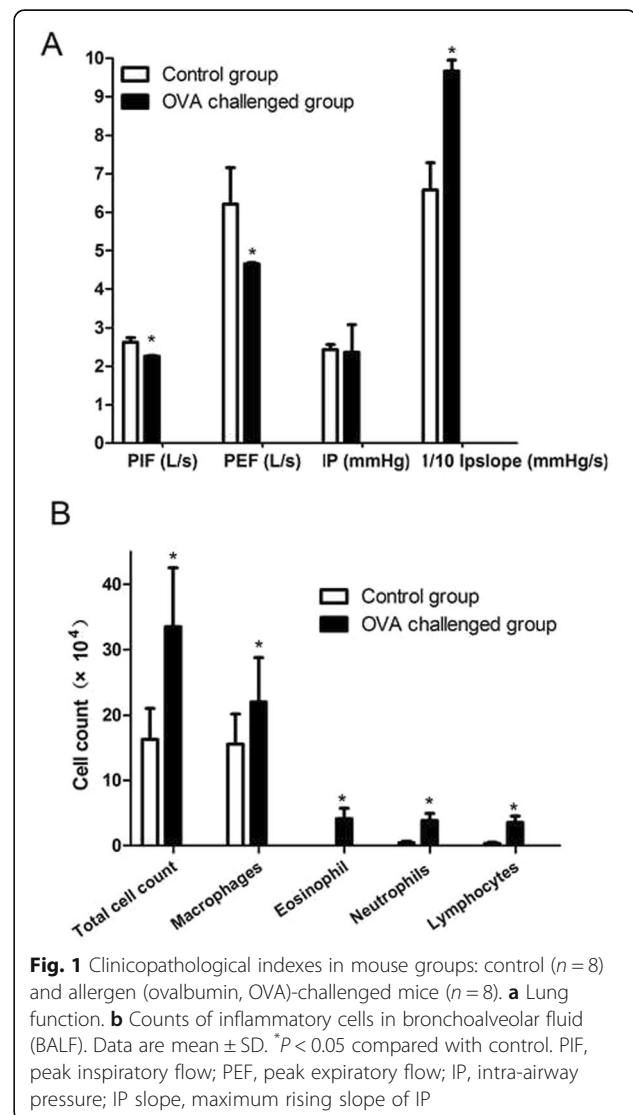 A
Control group
OVA challenged group
10
9
8
7
6
5
4
3
2
1
0
*
*
*
PIF (L/s) PEF (L/s) IP (mmHg) 1/10 Ipslope (mmHg/s)
B
Control group
OVA challenged group
Cell count (× 10⁴)
40
30
20
10
0
*
*
*
*
*
Total cell count
Macrophages
Eosinophil
Neutrophils
Lymphocytes
Fig. 1 Clinicopathological indexes in mouse groups: control (n = 8)
and allergen (ovalbumin, OVA)-challenged mice (n = 8). a Lung
function. b Counts of inflammatory cells in bronchoalveolar fluid
(BALF). Data are mean ± SD. *P < 0.05 compared with control. PIF,
peak inspiratory flow; PEF, peak expiratory flow; IP, intra-airway
pressure; IP slope, maximum rising slope of IP